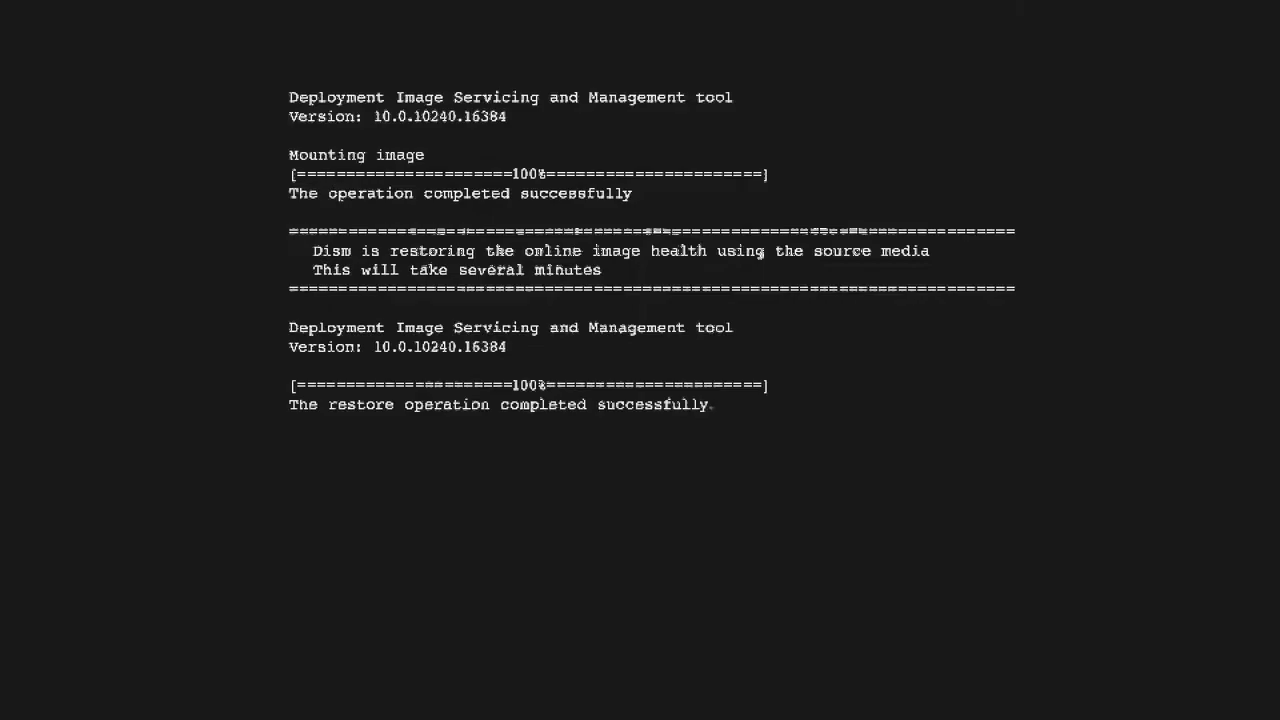 Deployment Image Servicing and Management tool
Version: 10.0.10240.16384
Mounting image
[=======================100%======================]
The operation completed successfully
===========================================================================
Dism is restoring the online image health using the source media
This will take several minutes
===========================================================================
Deployment Image Servicing and Management tool
Version: 10.0.10240.16384
[=======================100%======================]
The restore operation completed successfully.